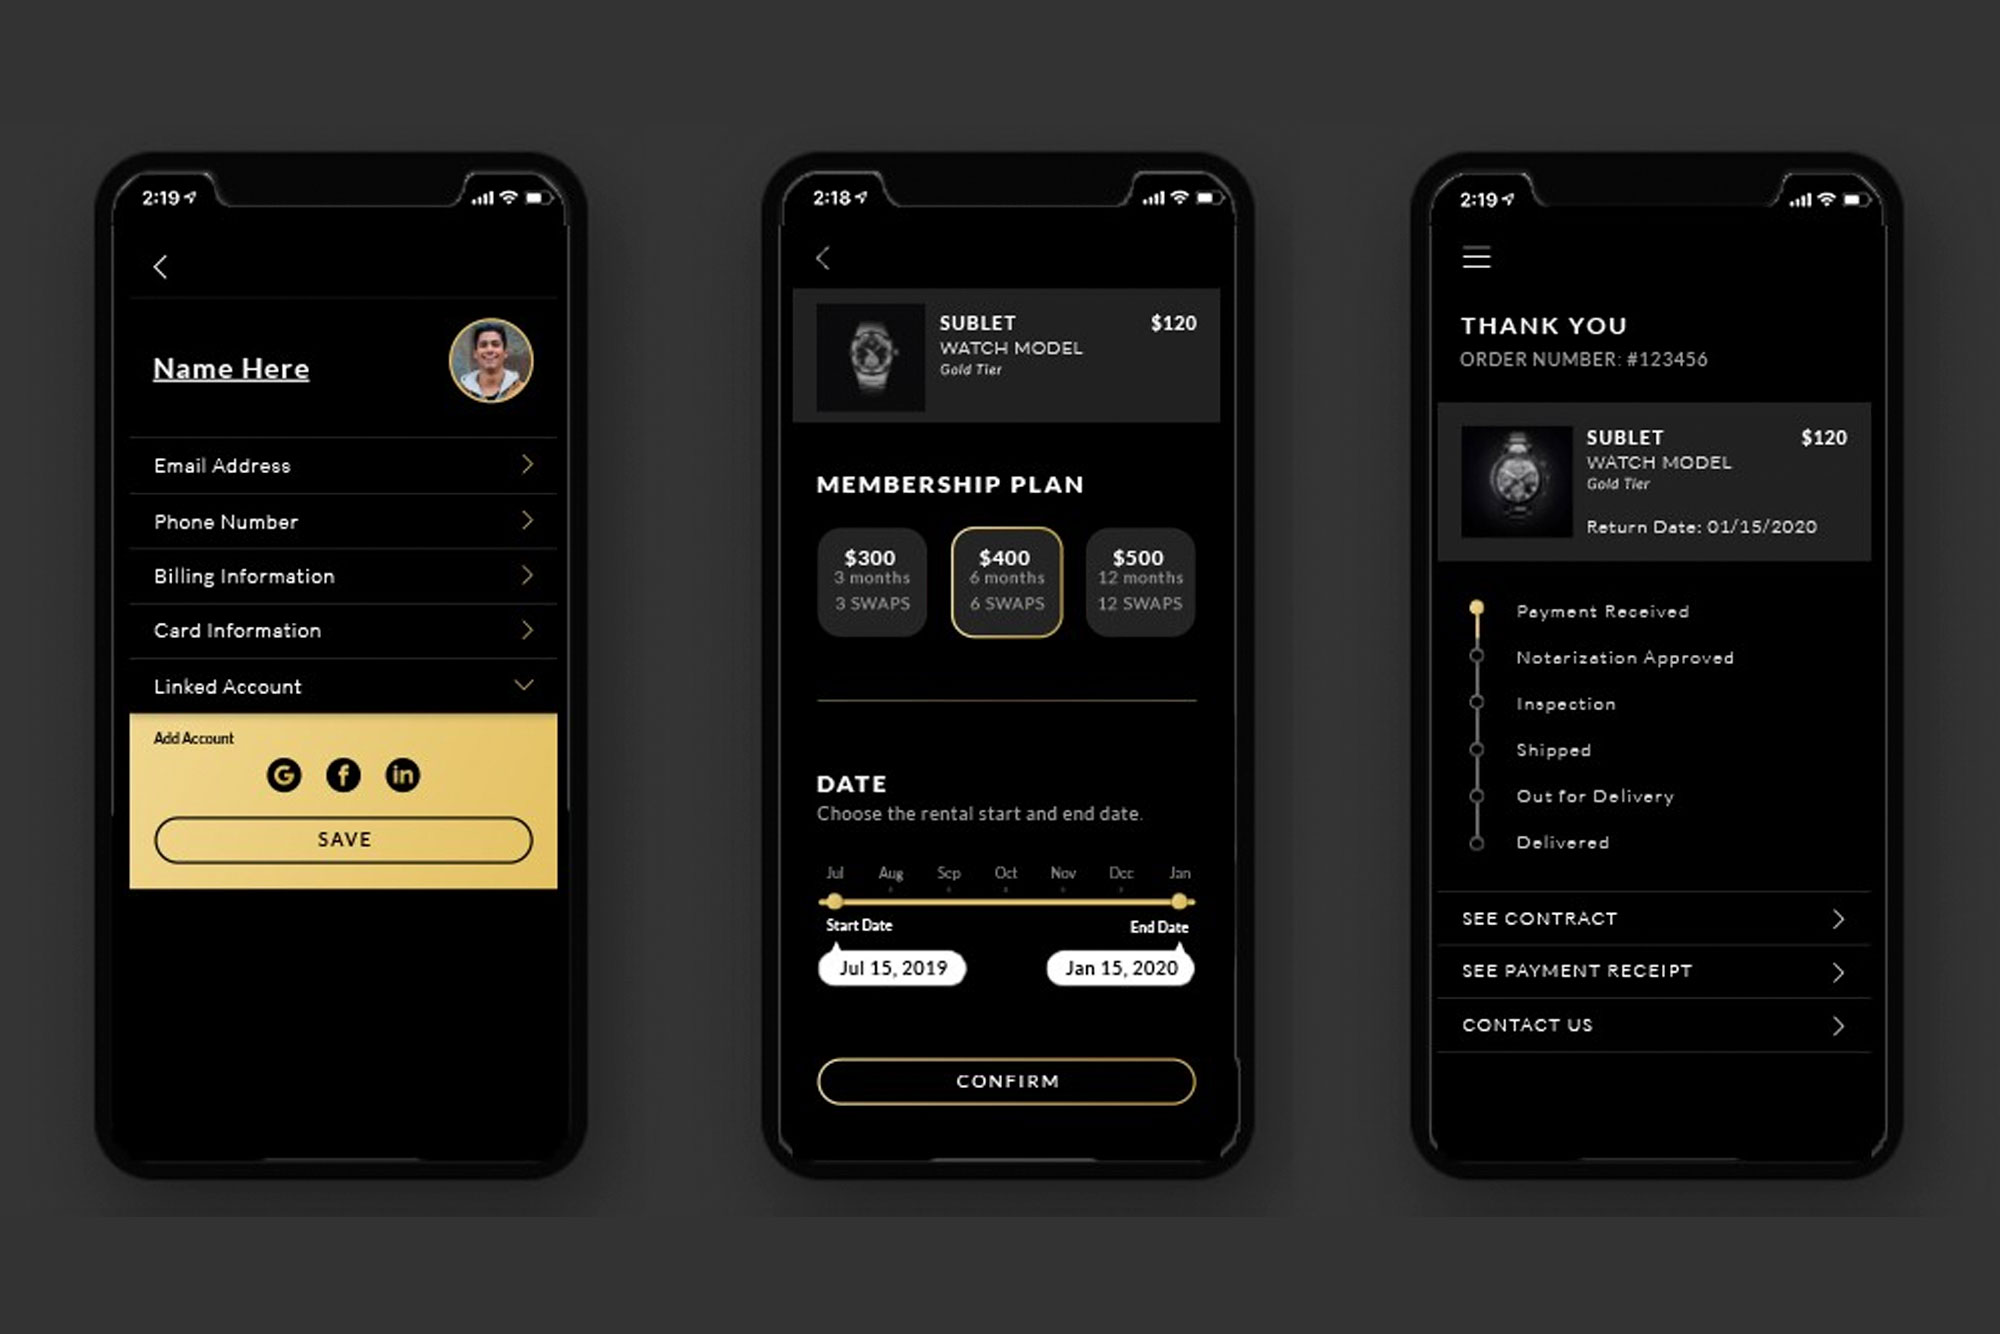 2:19
Name Here
Email Address
Phone Number
Billing Information
Card Information
Linked Account
Add Account
G f in
SAVE
2:18
SUBLET $120
WATCH MODEL
Gold Tier
MEMBERSHIP PLAN
$300 $400 $500
3 months 6 months 12 months
3 SWAPS 6 SWAPS 12 SWAPS
DATE
Choose the rental start and end date.
Jul Aug Sep Oct Nov Dec Jan
Start Date End Date
Jul 15, 2019 Jan 15, 2020
CONFIRM
2:19
THANK YOU
ORDER NUMBER: #123456
SUBLET $120
WATCH MODEL
Gold Tier
Return Date: 01/15/2020
Payment Received
Notarization Approved
Inspection
Shipped
Out for Delivery
Delivered
SEE CONTRACT
SEE PAYMENT RECEIPT
CONTACT US